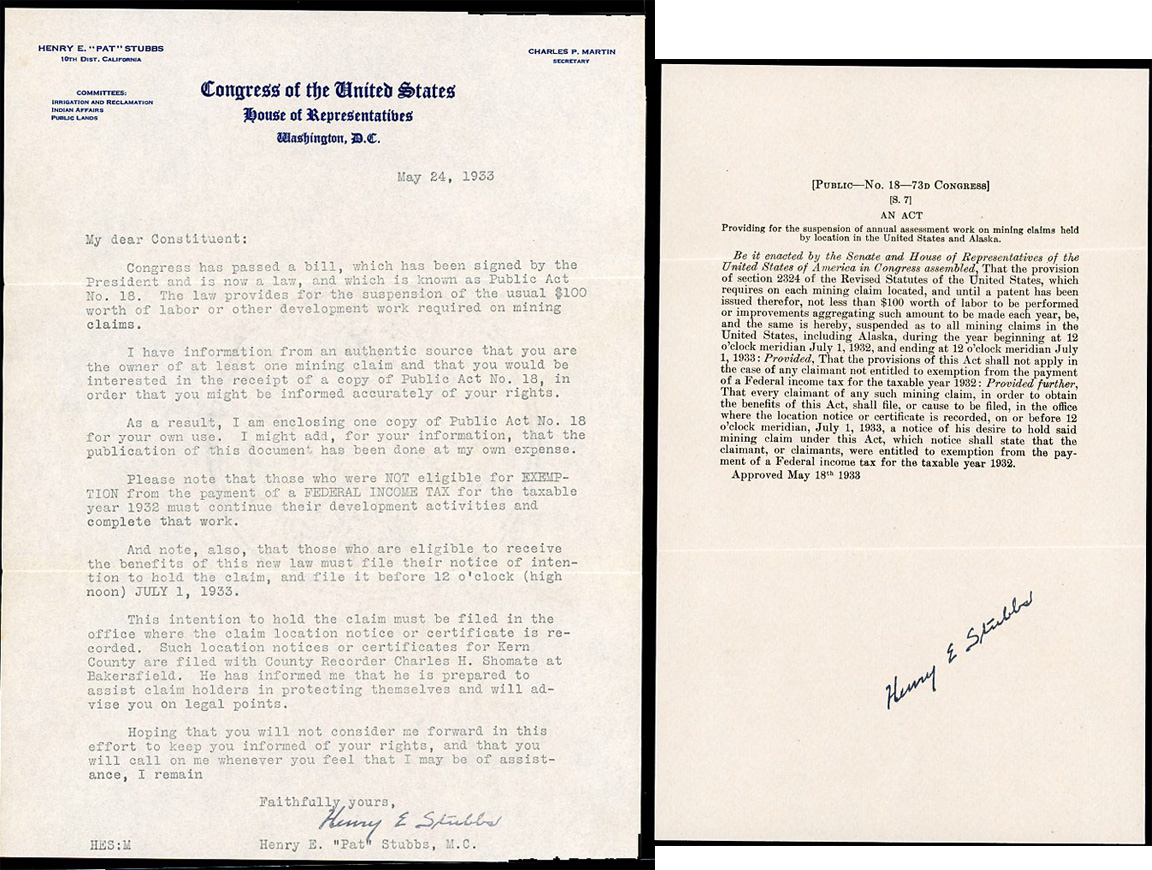 HENRY E. "PAT" STUBBS
10TH DIST. CALIFORNIA
CHARLES P. MARTIN
SECRETARY
COMMITTEES:
IRRIGATION AND RECLAMATION
INDIAN AFFAIRS
PUBLIC LANDS
Congress of the United States
House of Representatives
Washington, D.C.
May 24, 1933
My dear Constituent:
Congress has passed a bill, which has been signed by the
President and is now a law, and which is known as Public Act
No. 18. The law provides for the suspension of the usual $100
worth of labor or other development work required on mining
claims.
I have information from an authentic source that you are
the owner of at least one mining claim and that you would be
interested in the receipt of a copy of Public Act No. 18, in
order that you might be informed accurately of your rights.
As a result, I am enclosing one copy of Public Act No. 18
for your own use. I might add, for your information, that the
publication of this document has been done at my own expense.
Please note that those who were NOT eligible for EXEMP-
TION from the payment of a FEDERAL INCOME TAX for the taxable
year 1932 must continue their development activities and
complete that work.
And note, also, that those who are eligible to receive
the benefits of this new law must file their notice of inten-
tion to hold the claim, and file it before 12 o'clock (high
noon) JULY 1, 1933.
This intention to hold the claim must be filed in the
office where the claim location notice or certificate is re-
corded. Such location notices or certificates for Kern
County are filed with County Recorder Charles H. Shomate at
Bakersfield. He has informed me that he is prepared to
assist claim holders in protecting themselves and will ad-
vise you on legal points.
Hoping that you will not consider me forward in this
effort to keep you informed of your rights, and that you
will call on me whenever you feel that I may be of assist-
ance, I remain
Faithfully yours,
Henry E Stubbs
HES:M Henry E. "Pat" Stubbs, M.C.
[PUBLIC—NO. 18—73D CONGRESS]
[S. 7]
AN ACT
Providing for the suspension of annual assessment work on mining claims held
by location in the United States and Alaska.
Be it enacted by the Senate and House of Representatives of the
United States of America in Congress assembled, That the provision
of section 2324 of the Revised Statutes of the United States, which
requires on each mining claim located, and until a patent has been
issued therefor, not less than $100 worth of labor to be performed
or improvements aggregating such amount to be made each year, be,
and the same is hereby, suspended as to all mining claims in the
United States, including Alaska, during the year beginning at 12
o'clock meridian July 1, 1932, and ending at 12 o'clock meridian July
1, 1933: Provided, That the provisions of this Act shall not apply in
the case of any claimant not entitled to exemption from the payment
of a Federal income tax for the taxable year 1932: Provided further,
That every claimant of any such mining claim, in order to obtain
the benefits of this Act, shall file, or cause to be filed, in the office
where the location notice or certificate is recorded, on or before 12
o'clock meridian, July 1, 1933, a notice of his desire to hold said
mining claim under this Act, which notice shall state that the
claimant, or claimants, were entitled to exemption from the pay-
ment of a Federal income tax for the taxable year 1932.
Approved May 18th 1933
Henry E Stubbs